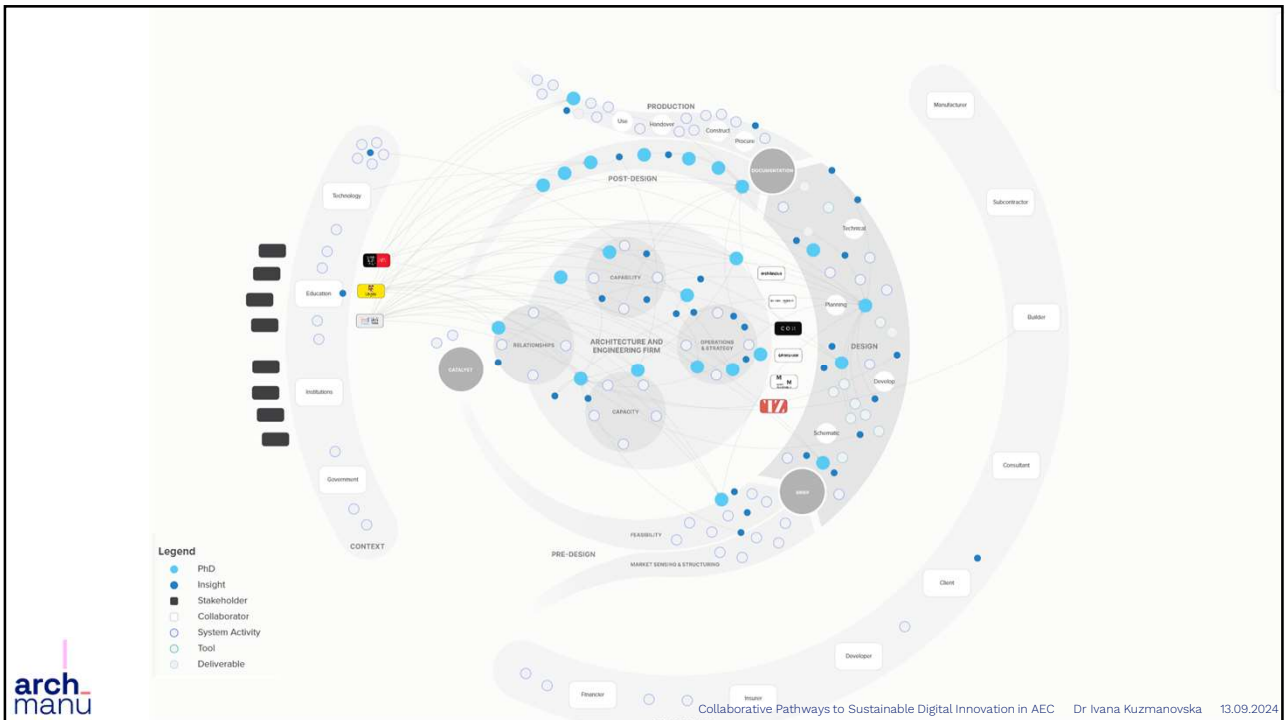 PRODUCTION
Use
Handover
Construct
Procure
Manufacturer
DOCUMENTATION
POST-DESIGN
Technology
Subcontractor
Technical
CAPABILITY
Education
Planning
Builder
RELATIONSHIPS
ARCHITECTURE AND
ENGINEERING FIRM
OPERATIONS
& STRATEGY
DESIGN
CATALYST
Develop
Institutions
CAPACITY
Schematic
Consultant
Government
BRIEF
FEASIBILITY
CONTEXT
PRE-DESIGN
MARKET SENSING & STRUCTURING
Legend
PhD
Insight
Stakeholder
Collaborator
System Activity
Tool
Deliverable
Client
Developer
Financier
Insurer
arch_
manu
Collaborative Pathways to Sustainable Digital Innovation in AEC Dr Ivana Kuzmanovska 13.09.2024